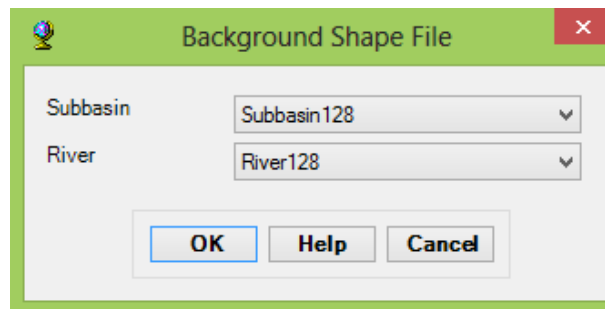 Background Shape File
Subbasin Subbasin128
River River128
OK Help Cancel